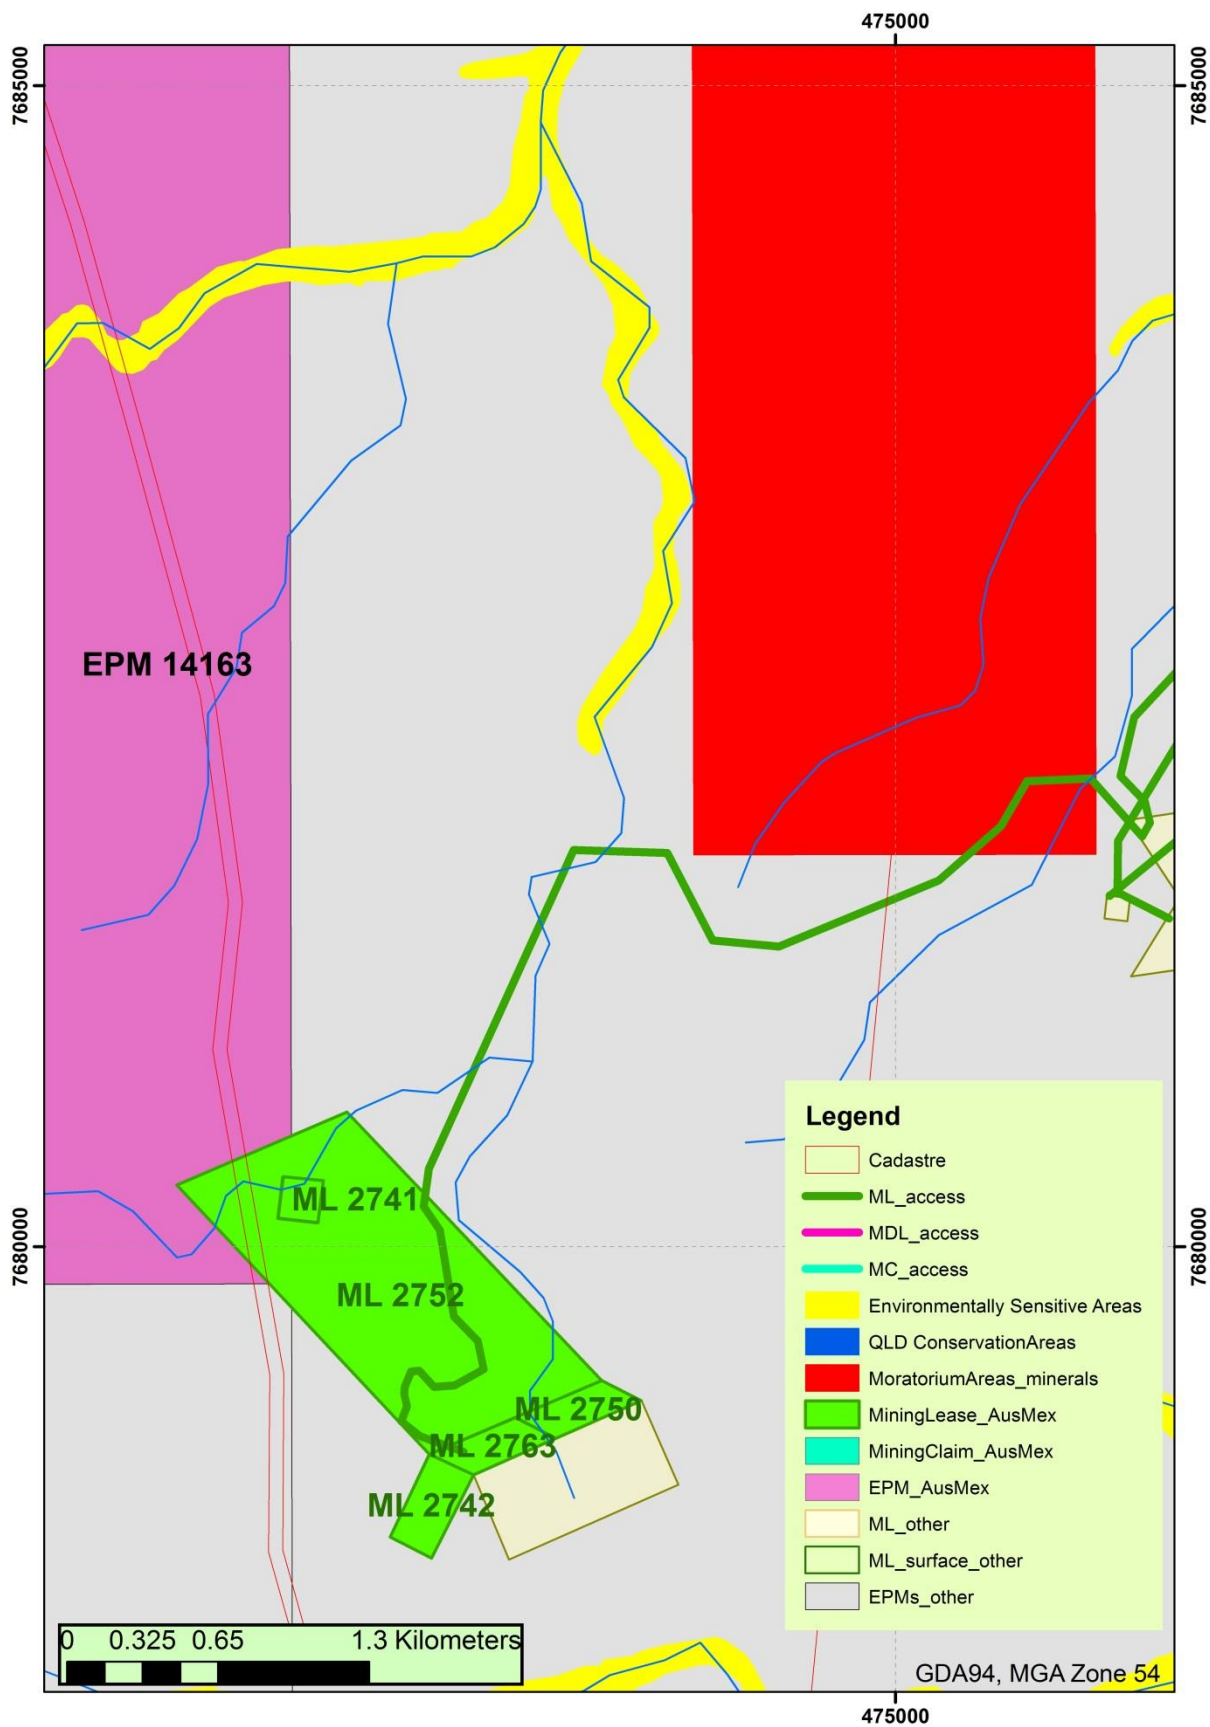 475000
7685000
7685000
EPM 14163
ML 2741
7680000
7680000
ML 2752
ML 2750
ML 2763
ML 2742
Legend
Cadastre
ML_access
MDL_access
MC_access
Environmentally Sensitive Areas
QLD ConservationAreas
MoratoriumAreas_minerals
MiningLease_AusMex
MiningClaim_AusMex
EPM_AusMex
ML_other
ML_surface_other
EPMs_other
0 0.325 0.65 1.3 Kilometers
GDA94, MGA Zone 54
475000